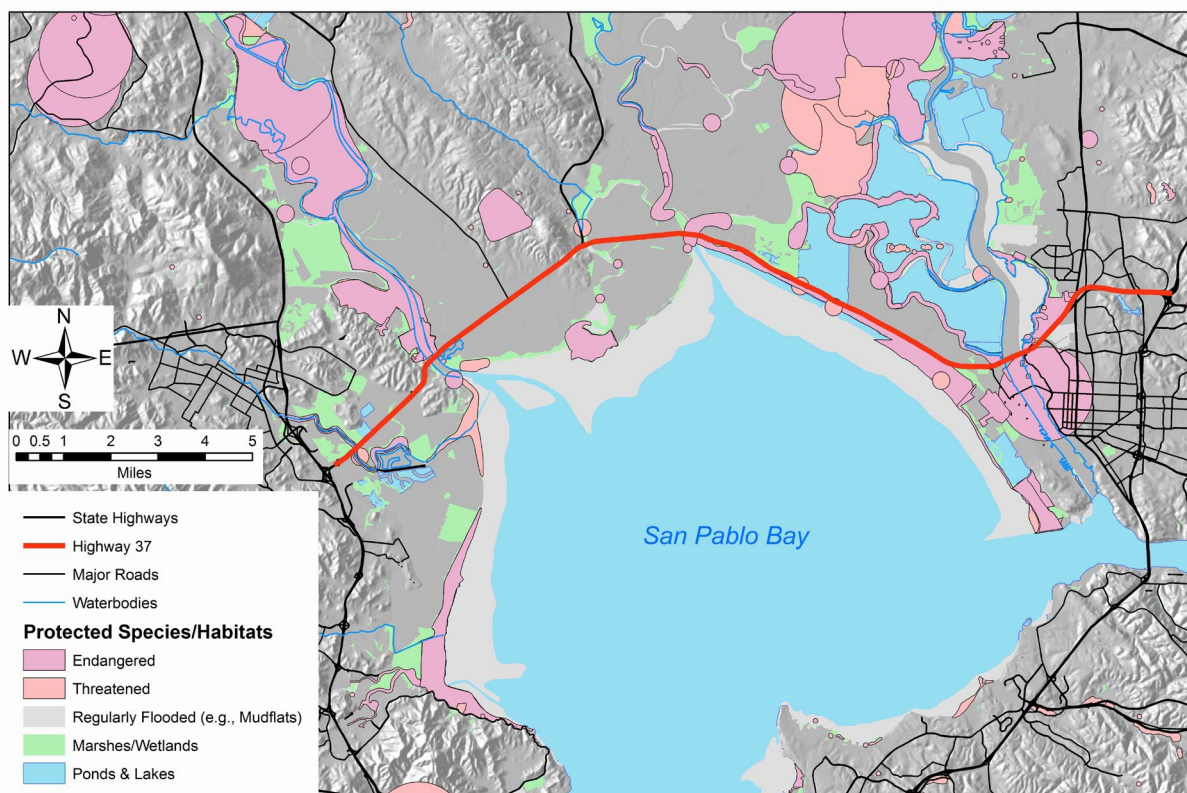 San Pablo Bay
N
W E
S
0 0.5 1 2 3 4 5
Miles
State Highways
Highway 37
Major Roads
Waterbodies
Protected Species/Habitats
Endangered
Threatened
Regularly Flooded (e.g., Mudflats)
Marshes/Wetlands
Ponds & Lakes